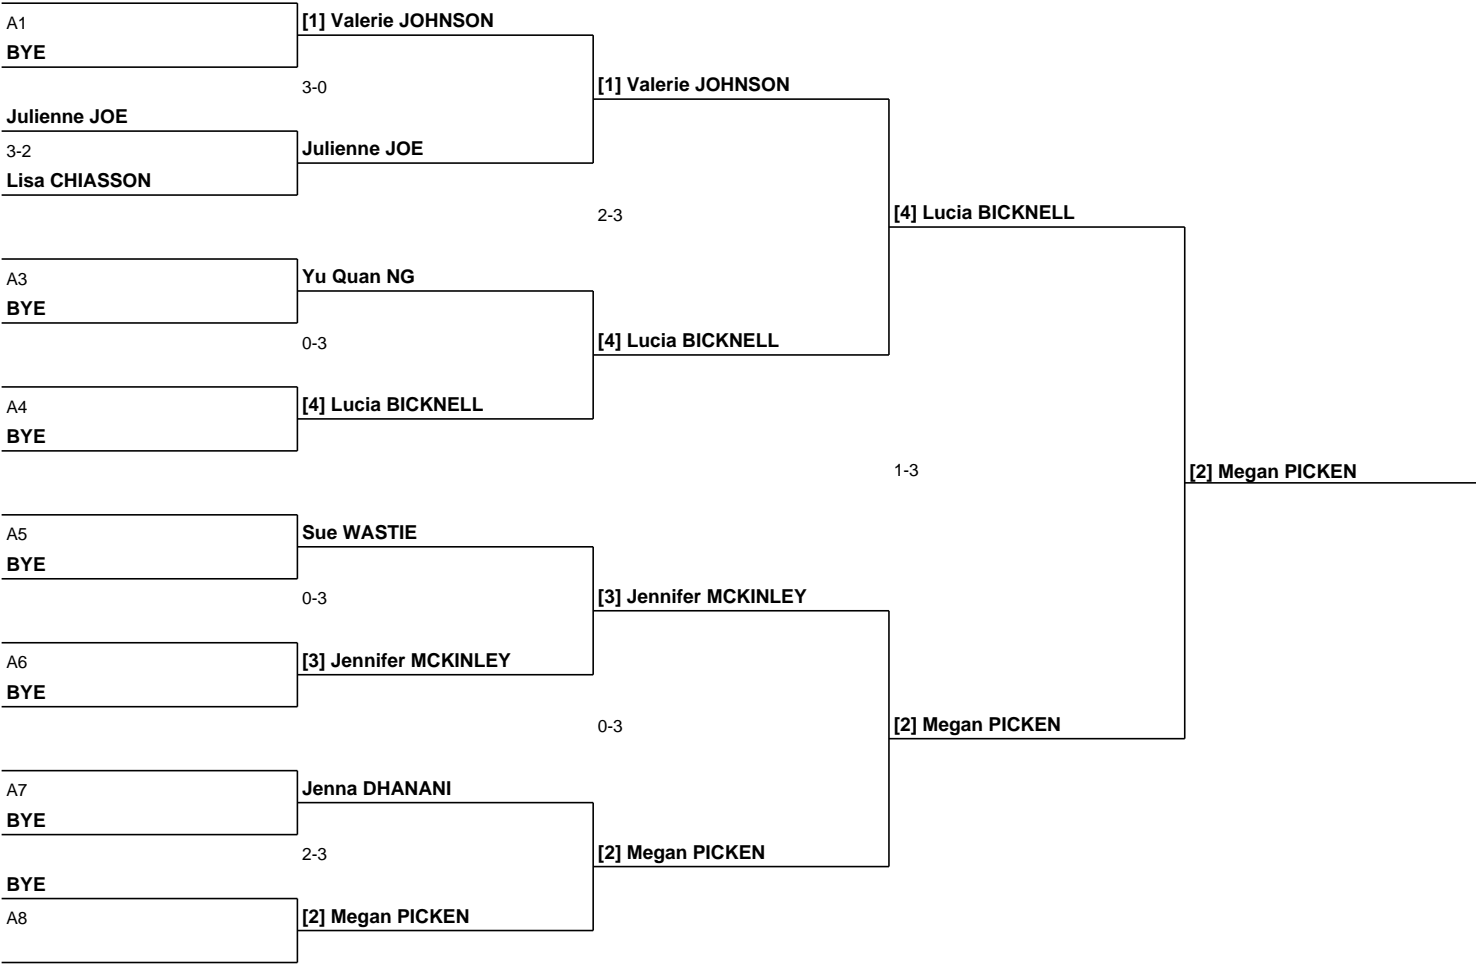 A1
BYE
[1] Valerie JOHNSON
3-0
[1] Valerie JOHNSON
Julienne JOE
3-2
Lisa CHIASSON
Julienne JOE
2-3
[4] Lucia BICKNELL
A3
BYE
Yu Quan NG
0-3
[4] Lucia BICKNELL
A4
BYE
[4] Lucia BICKNELL
1-3
[2] Megan PICKEN
A5
BYE
Sue WASTIE
0-3
[3] Jennifer MCKINLEY
A6
BYE
[3] Jennifer MCKINLEY
0-3
[2] Megan PICKEN
A7
BYE
Jenna DHANANI
2-3
[2] Megan PICKEN
BYE
A8
[2] Megan PICKEN